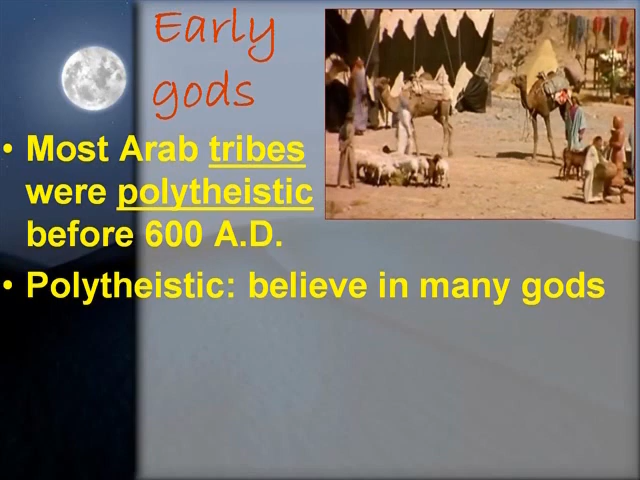 Early
gods
• Most Arab tribes
were polytheistic
before 600 A.D.
• Polytheistic: believe in many gods